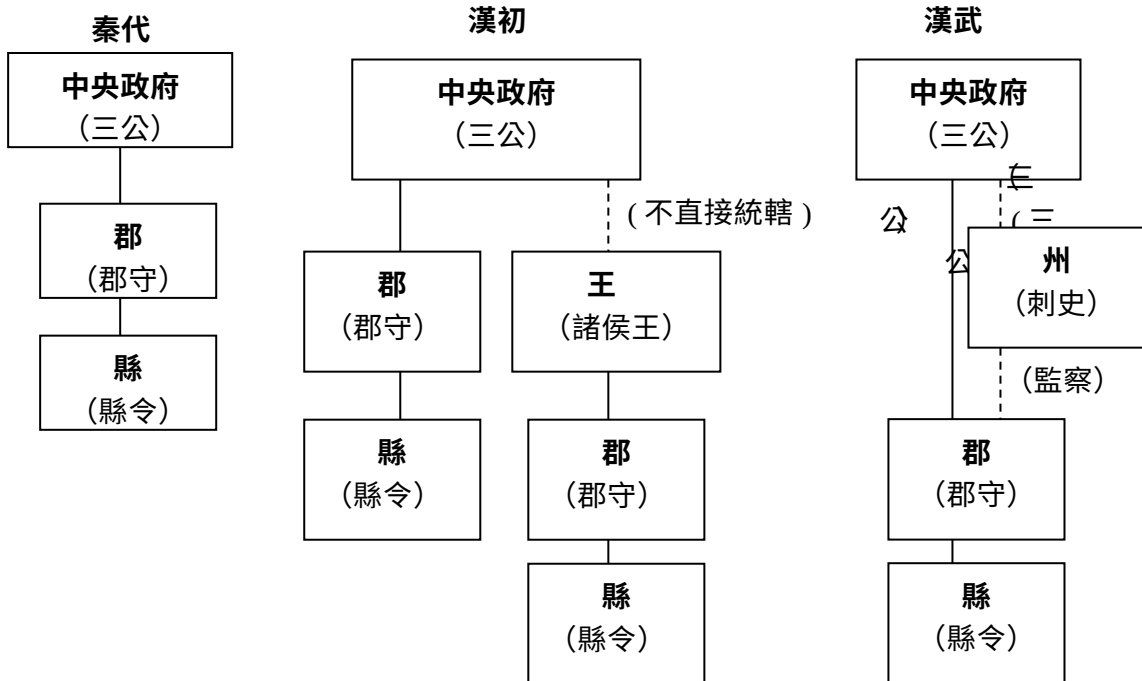 秦代
中央政府
（三公）
郡
（郡守）
縣
（縣令）
漢初
中央政府
（三公）
( 不直接統轄 )
郡
（郡守）
縣
（縣令）
王
（諸侯王）
郡
（郡守）
縣
（縣令）
漢武
中央政府
（三公）
公
公
州
（刺史）
（監察）
郡
（郡守）
縣
（縣令）